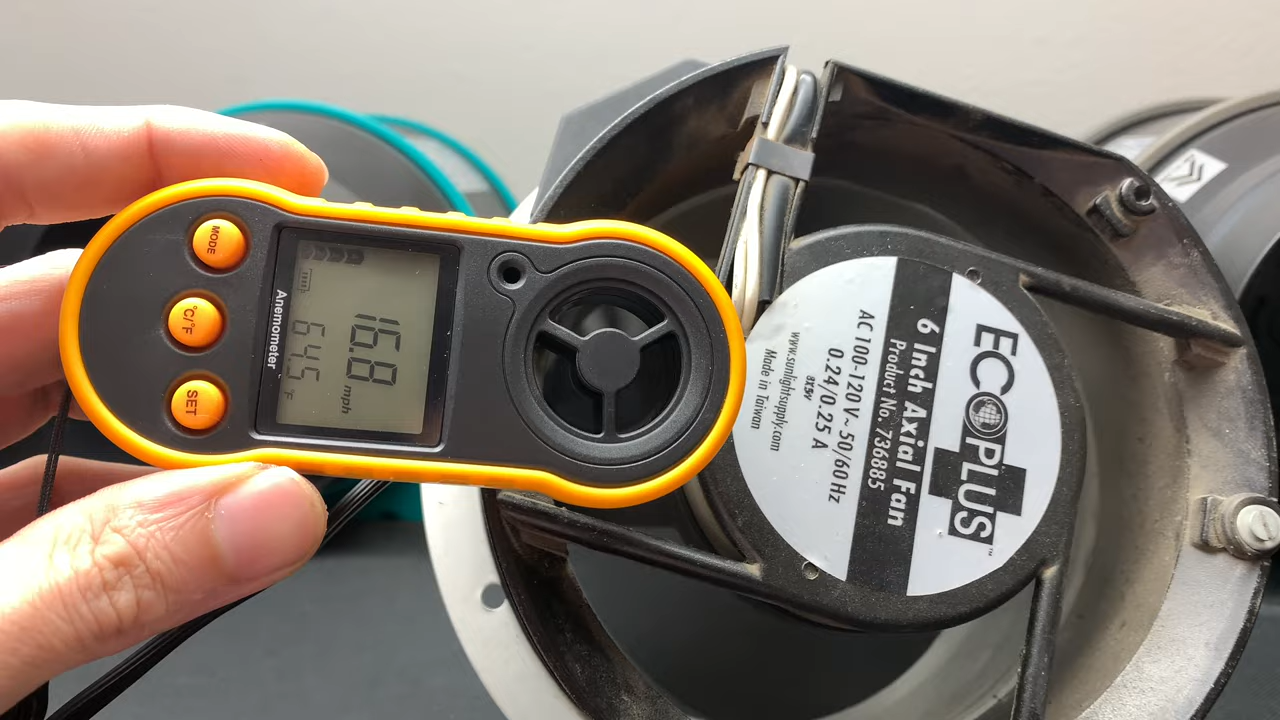 MODE
°C/°F
SET
Anemometer
16.8 mph
64.5 °F
ECOPLUS™
6 Inch Axial Fan
Product No. 736885
AC 100-120V~ 50/60Hz
0.24/0.25 A
www.sunlightsupply.com
Made in Taiwan